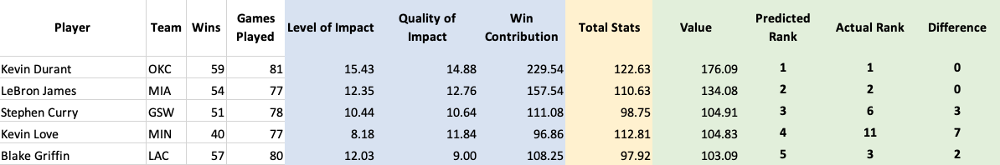 Player Team Wins Games Played Level of Impact Quality of Impact Win Contribution Total Stats Value Predicted Rank Actual Rank Difference
Kevin Durant OKC 59 81 15.43 14.88 229.54 122.63 176.09 1 1 0
LeBron James MIA 54 77 12.35 12.76 157.54 110.63 134.08 2 2 0
Stephen Curry GSW 51 78 10.44 10.64 111.08 98.75 104.91 3 6 3
Kevin Love MIN 40 77 8.18 11.84 96.86 112.81 104.83 4 11 7
Blake Griffin LAC 57 80 12.03 9.00 108.25 97.92 103.09 5 3 2